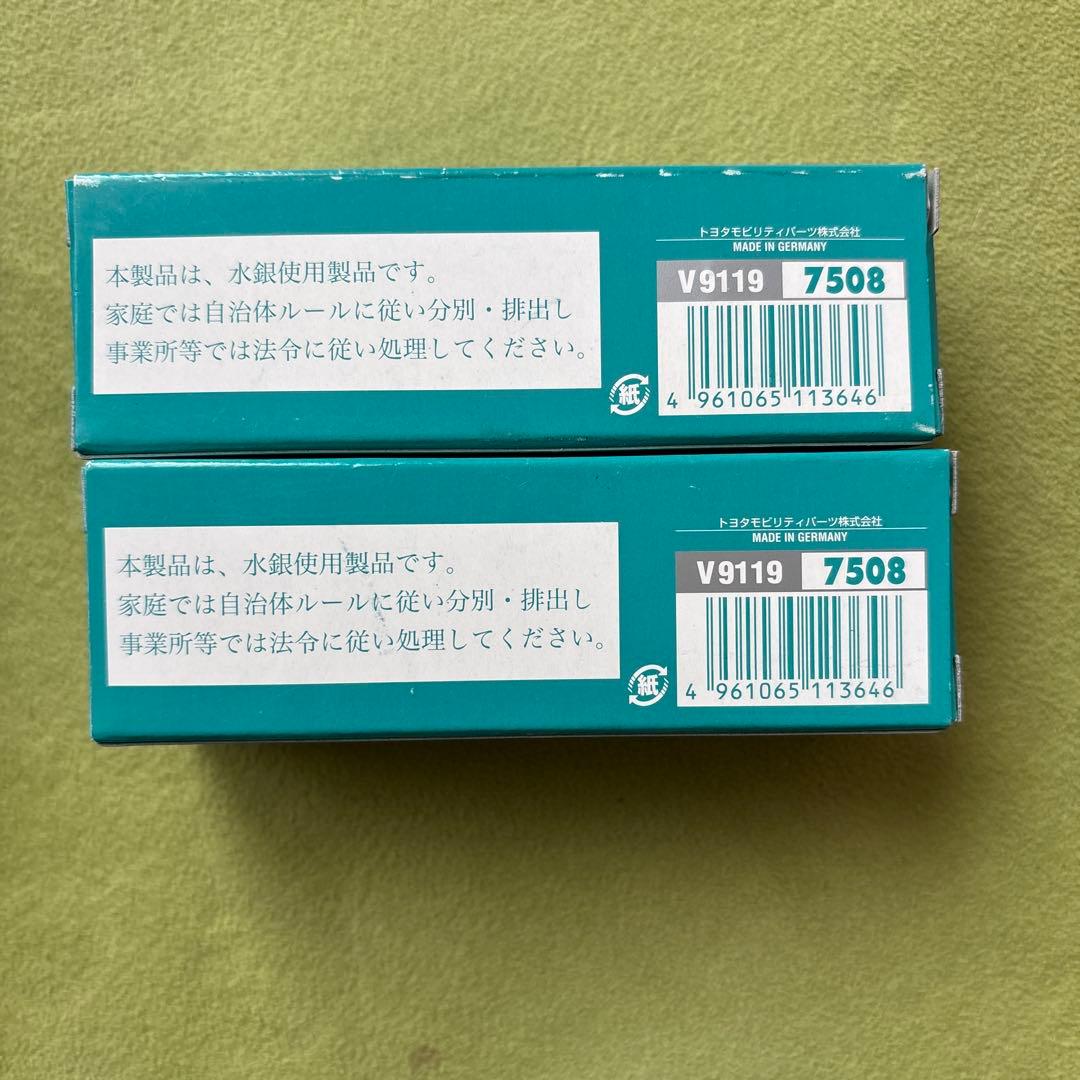 本製品は、水銀使用製品です。
家庭では自治体ルールに従い分別・排出し
事業所等では法令に従い処理してください。
トヨタモビリティパーツ株式会社
MADE IN GERMANY
V9119 7508
紙
4 961065 113646
本製品は、水銀使用製品です。
家庭では自治体ルールに従い分別・排出し
事業所等では法令に従い処理してください。
トヨタモビリティパーツ株式会社
MADE IN GERMANY
V9119 7508
紙
4 961065 113646